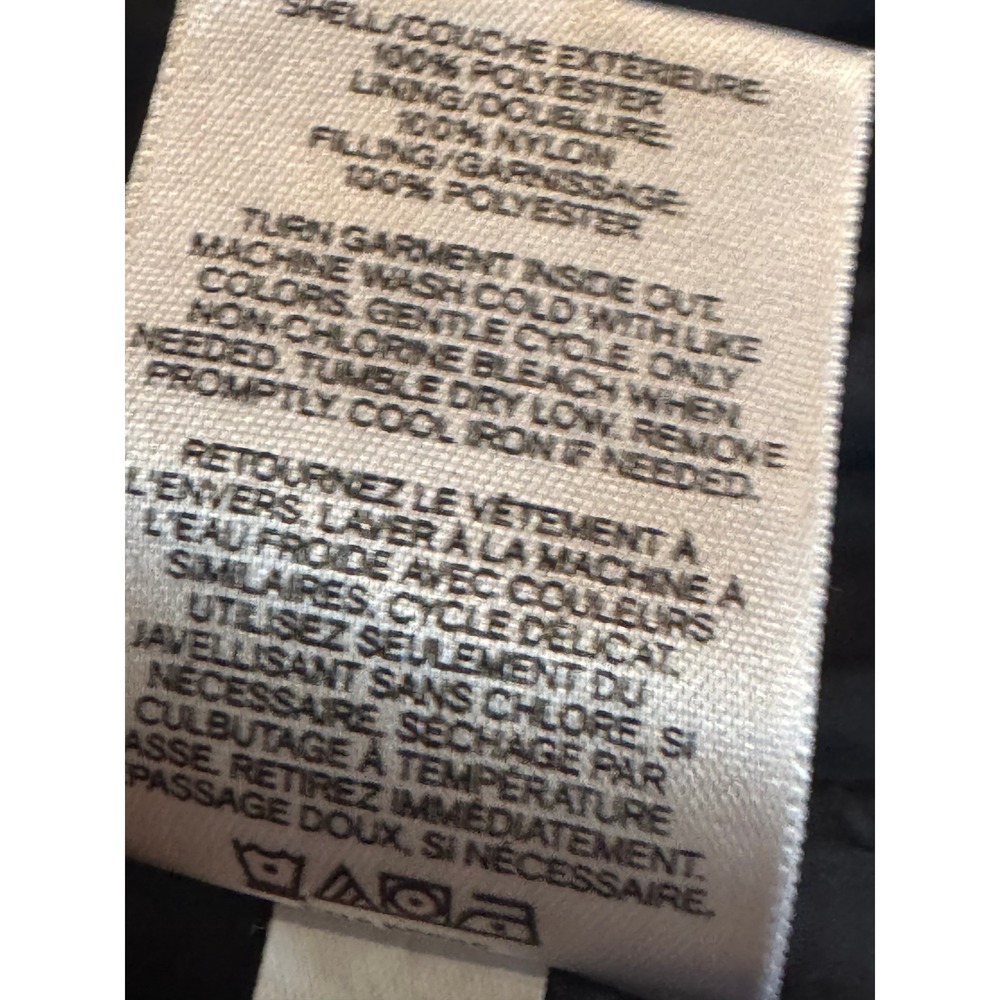 SHELL/COUCHE EXTÉRIEURE:
100% POLYESTER
LINING/DOUBLURE:
100% NYLON
FILLING/GARNISSAGE:
100% POLYESTER
TURN GARMENT INSIDE OUT.
MACHINE WASH COLD WITH LIKE
COLORS. GENTLE CYCLE. ONLY
NON-CHLORINE BLEACH WHEN
NEEDED. TUMBLE DRY LOW. REMOVE
PROMPTLY. COOL IRON IF NEEDED.
RETOURNEZ LE VÊTEMENT À
L'ENVERS. LAVER À LA MACHINE À
L'EAU FROIDE AVEC COULEURS
SIMILAIRES. CYCLE DÉLICAT.
UTILISEZ SEULEMENT DU
JAVELLISANT SANS CHLORE, SI
NÉCESSAIRE. SÉCHAGE PAR
CULBUTAGE À TEMPÉRATURE
ASSE. RETIREZ IMMÉDIATEMENT.
PASSAGE DOUX, SI NÉCESSAIRE.